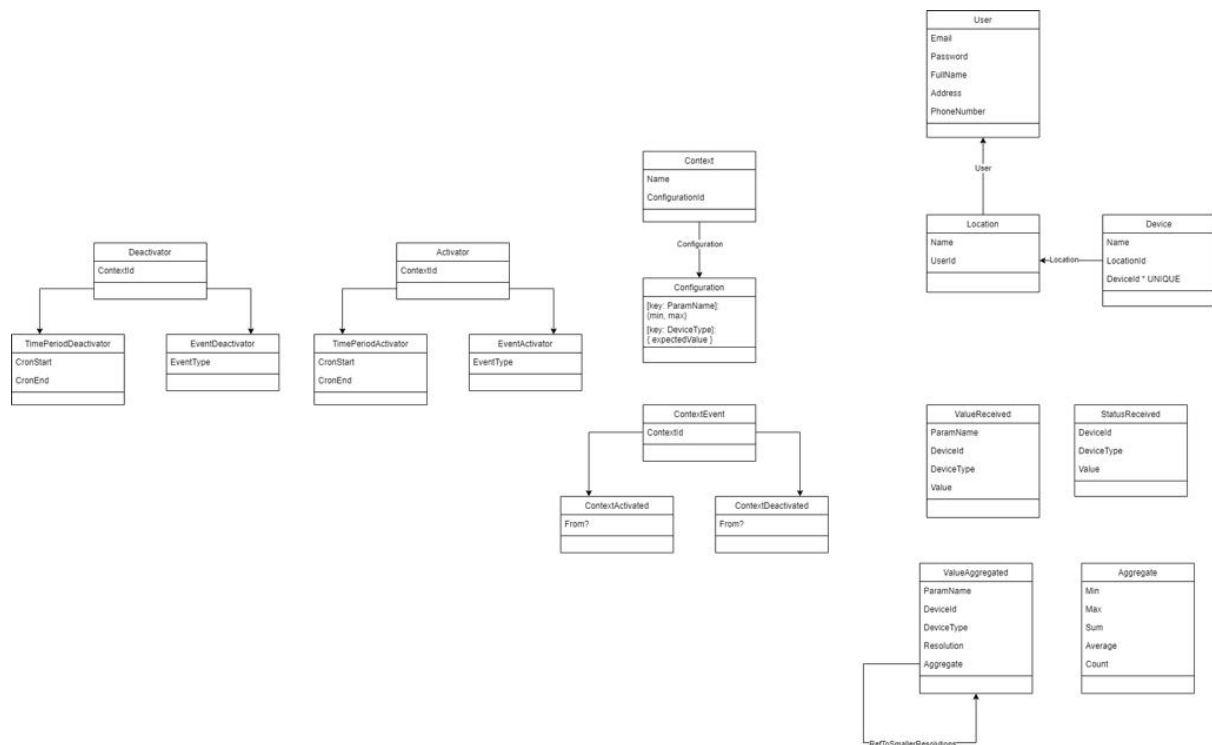 User
Email
Password
FullName
Address
PhoneNumber
User
Context
Name
ConfigurationId
Configuration
Configuration
[key: ParamName]:
{min, max}
[key: DeviceType]:
{ expectedValue }
Location
Name
UserId
Location
Device
Name
LocationId
DeviceId * UNIQUE
Deactivator
ContextId
TimePeriodDeactivator
CronStart
CronEnd
EventDeactivator
EventType
Activator
ContextId
TimePeriodActivator
CronStart
CronEnd
EventActivator
EventType
ContextEvent
ContextId
ContextActivated
From?
ContextDeactivated
From?
ValueReceived
ParamName
DeviceId
DeviceType
Value
StatusReceived
DeviceId
DeviceType
Value
ValueAggregated
ParamName
DeviceId
DeviceType
Resolution
Aggregate
RefToSmallerResolutions
Aggregate
Min
Max
Sum
Average
Count